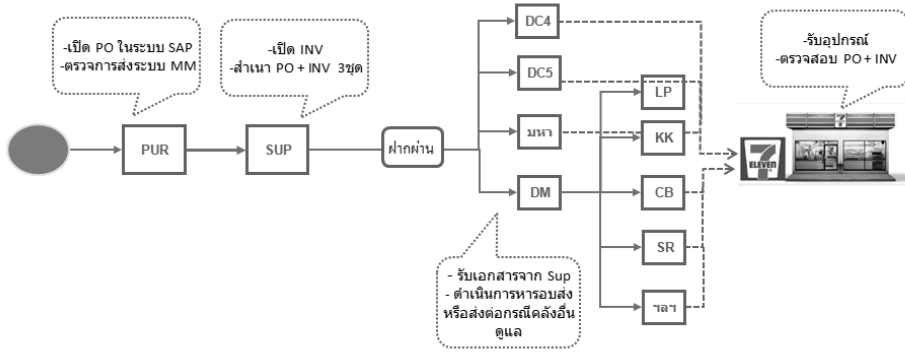 -เปิด PO ในระบบ SAP
-ตรวจการส่งระบบ MM
-เปิด INV
-สำเนา PO + INV 3ชุด
-รับอุปกรณ์
-ตรวจสอบ PO + INV
PUR
SUP
ฝากผ่าน
DC4
DC5
มหา
DM
LP
KK
CB
SR
ฯลฯ
7
ELEVEN
7
- รับเอกสารจาก Sup
- ดำเนินการหารอบส่ง
หรือส่งต่อกรณีคลังอื่น
ดูแล